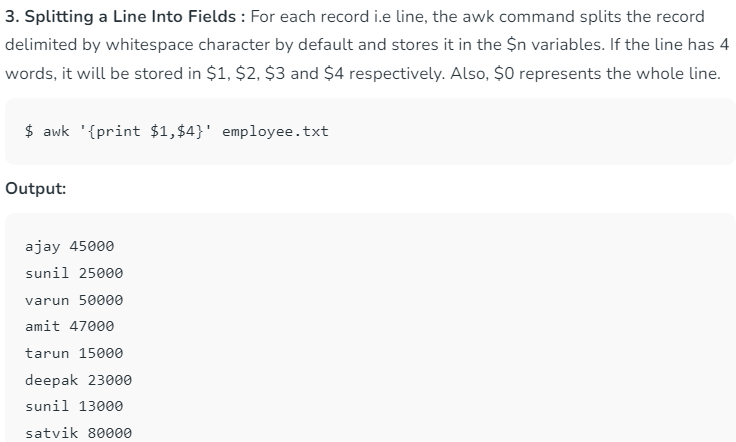 3. Splitting a Line Into Fields : For each record i.e line, the awk command splits the record
delimited by whitespace character by default and stores it in the $n variables. If the line has 4
words, it will be stored in $1, $2, $3 and $4 respectively. Also, $0 represents the whole line.
$ awk '{print $1,$4}' employee.txt
Output:
ajay 45000
sunil 25000
varun 50000
amit 47000
tarun 15000
deepak 23000
sunil 13000
satvik 80000